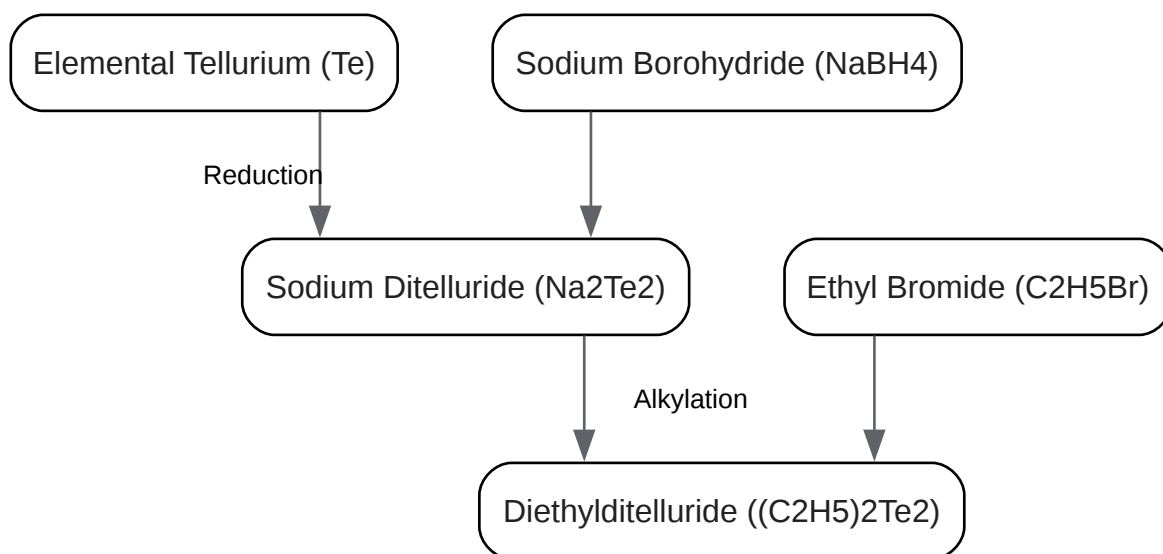 Elemental Tellurium (Te)
Sodium Borohydride (NaBH4)
Reduction
Sodium Ditelluride (Na2Te2)
Ethyl Bromide (C2H5Br)
Alkylation
Diethylditelluride ((C2H5)2Te2)